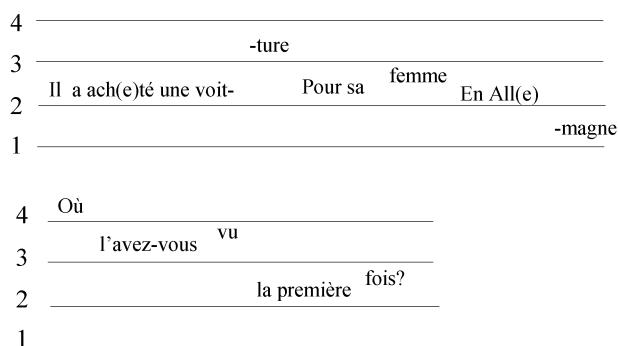 4
-ture
3
Il a ach(e)té une voit- Pour sa femme En All(e)
2
-magne
1
Où
4
l'avez-vous vu
3
la première fois?
2
1